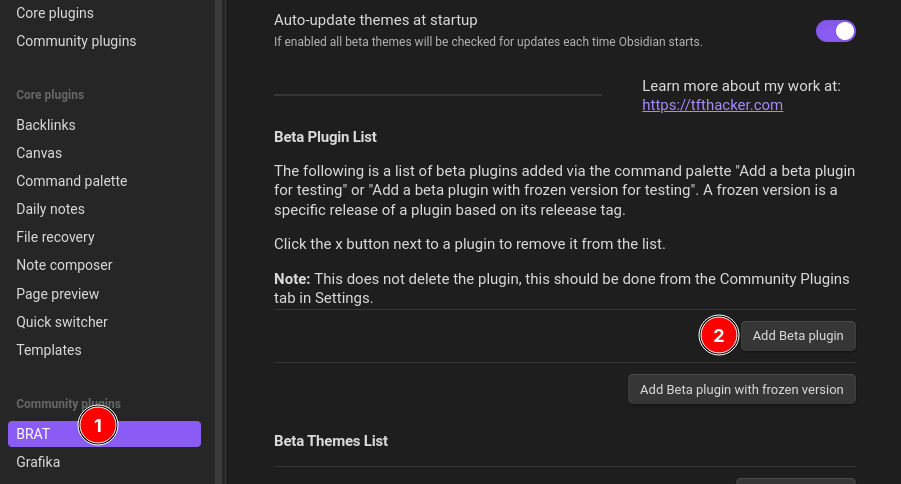 Core plugins
Community plugins
Core plugins
Backlinks
Canvas
Command palette
Daily notes
File recovery
Note composer
Page preview
Quick switcher
Templates
Community plugins
1
BRAT
Grafika
Auto-update themes at startup
If enabled all beta themes will be checked for updates each time Obsidian starts.
Learn more about my work at:
https://tfthacker.com
Beta Plugin List
The following is a list of beta plugins added via the command palette "Add a beta plugin
for testing" or "Add a beta plugin with frozen version for testing". A frozen version is a
specific release of a plugin based on its releease tag.
Click the x button next to a plugin to remove it from the list.
Note: This does not delete the plugin, this should be done from the Community Plugins
tab in Settings.
2
Add Beta plugin
Add Beta plugin with frozen version
Beta Themes List